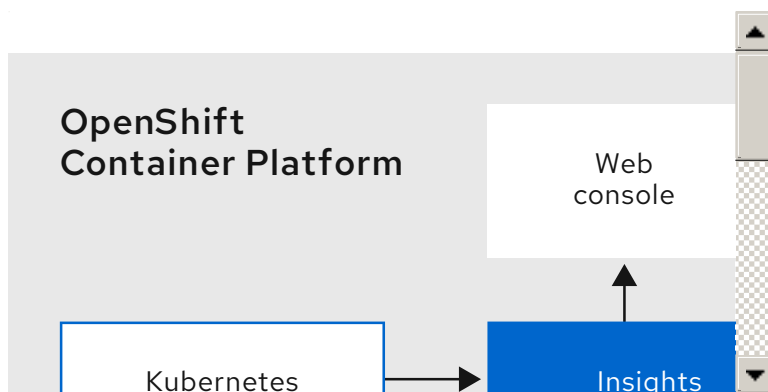 OpenShift
Container Platform
Web
console
Kubernetes
Insights